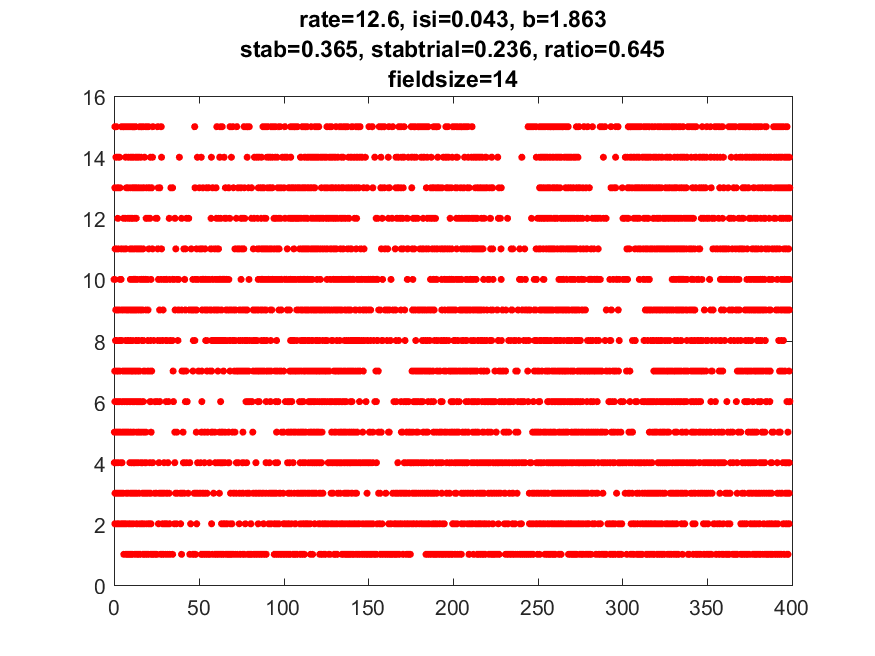 rate=12.6, isi=0.043, b=1.863
stab=0.365, stabtrial=0.236, ratio=0.645
fieldsize=14
16
14
12
10
8
6
4
2
0
0 50 100 150 200 250 300 350 400